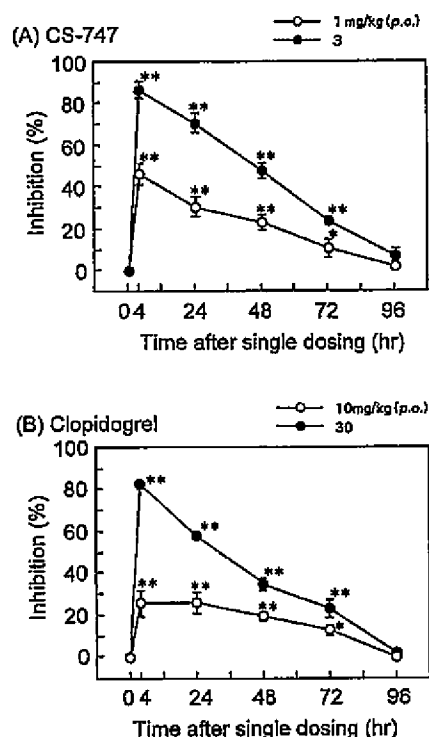 (A) CS-747
1 mg/kg (p.o.)
3
Inhibition (%)
100
80
60
40
20
0
** ** ** **
** ** ** *
0 4 24 48 72 96
Time after single dosing (hr)
(B) Clopidogrel
10mg/kg (p.o.)
30
Inhibition (%)
100
80
60
40
20
0
** ** ** **
** ** ** *
0 4 24 48 72 96
Time after single dosing (hr)